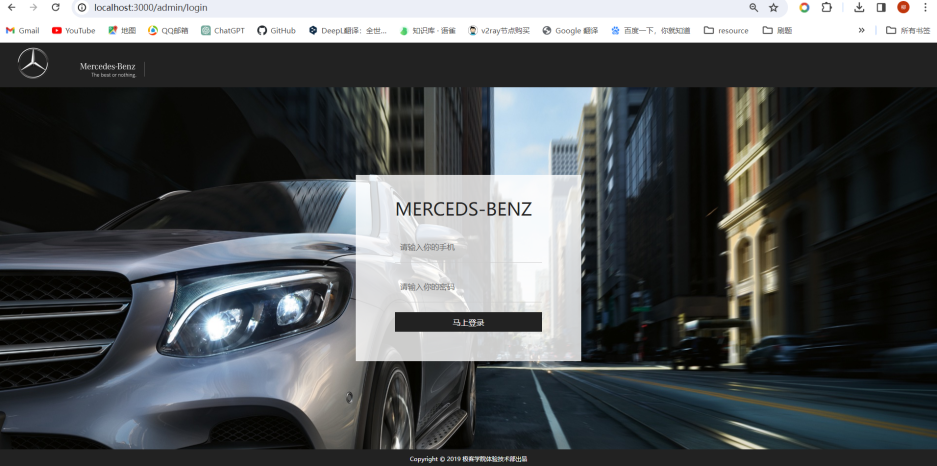 localhost:3000/admin/login
Gmail YouTube 地图 QQ邮箱 ChatGPT GitHub DeepL翻译：全世... 知识库 · 语雀 v2ray节点购买 Google 翻译 百度一下，你就知道 resource 刷题 » 所有书签
Mercedes-Benz
The best or nothing.
MERCEDS-BENZ
请输入你的手机
请输入你的密码
马上登录
Copyright © 2019 极客学院体验技术部出品